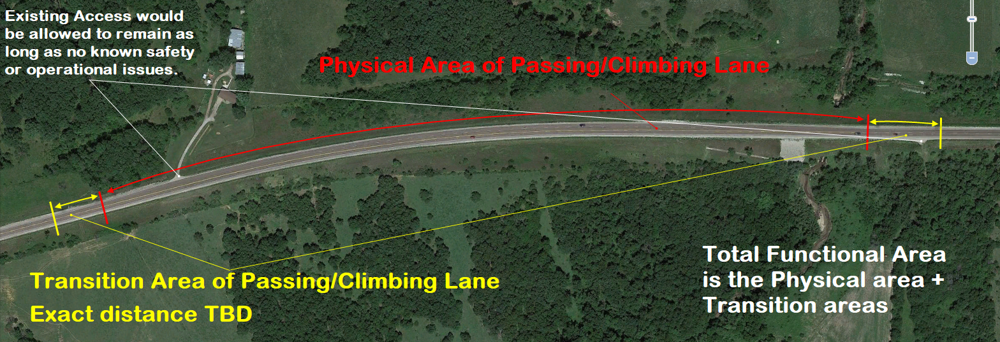 Existing Access would
be allowed to remain as
long as no known safety
or operational issues.
Physical Area of Passing/Climbing Lane
Transition Area of Passing/Climbing Lane
Exact distance TBD
Total Functional Area
is the Physical area +
Transition areas